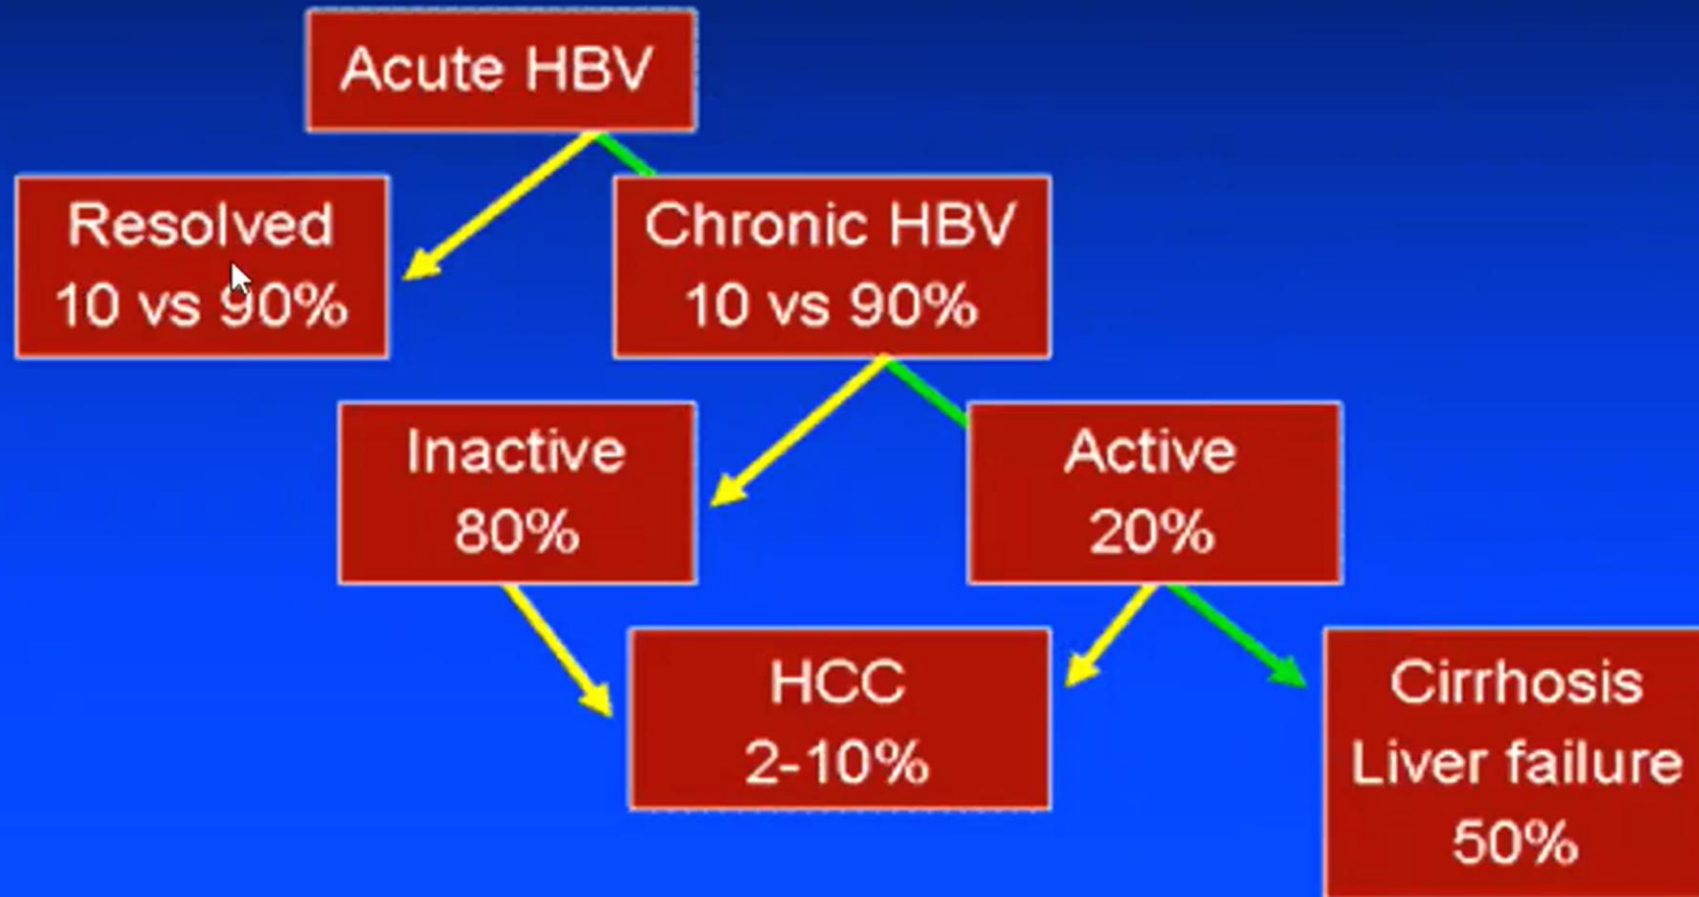 Acute HBV
Resolved
10 vs 90%
Chronic HBV
10 vs 90%
Inactive
80%
Active
20%
HCC
2-10%
Cirrhosis
Liver failure
50%